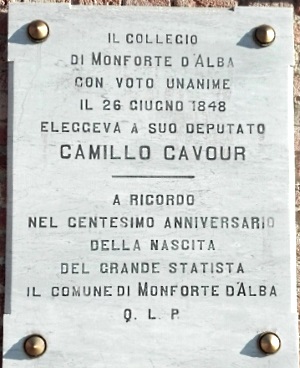 IL COLLEGIO
DI MONFORTE D'ALBA
CON VOTO UNANIME
IL 26 GIUGNO 1848
ELEGGEVA A SUO DEPUTATO
CAMILLO CAVOUR
A RICORDO
NEL CENTESIMO ANNIVERSARIO
DELLA NASCITA
DEL GRANDE STATISTA
IL COMUNE DI MONFORTE D'ALBA
Q. L. P.